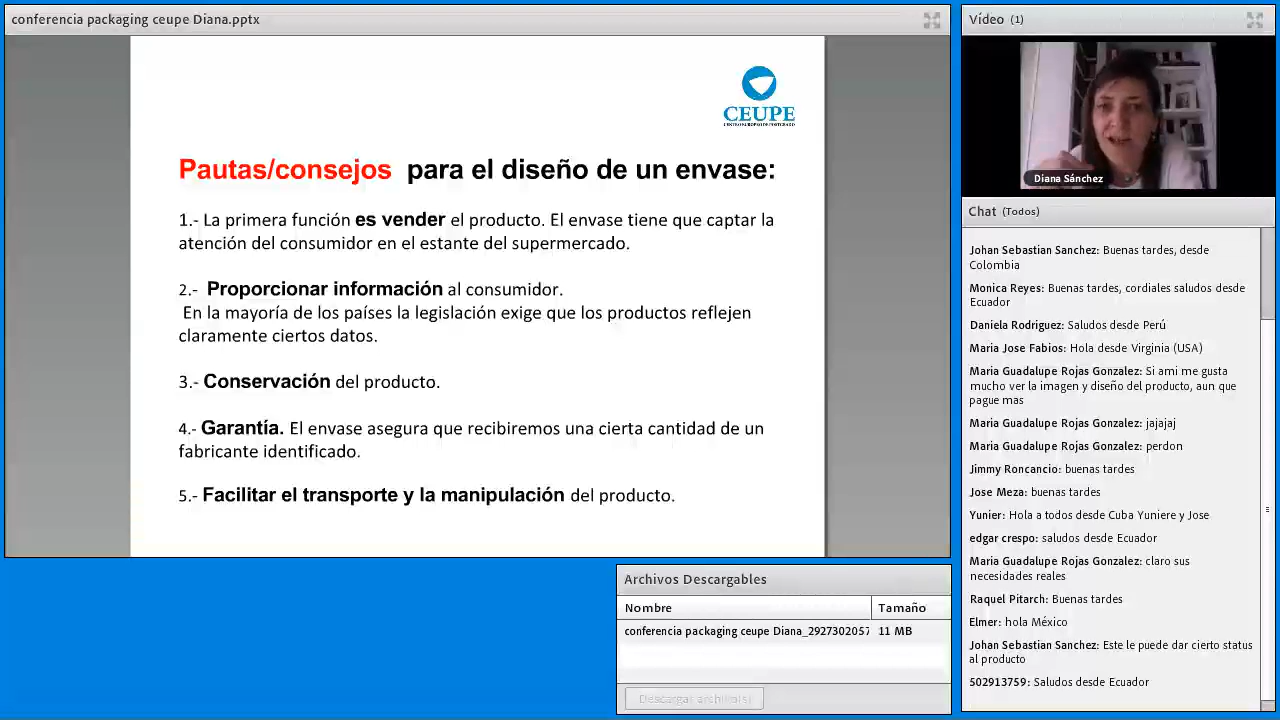 conferencia packaging ceupe Diana.pptx
CEUPE
CENTRO EUROPEO DE POSTGRADO
Pautas/consejos para el diseño de un envase:
1.- La primera función es vender el producto. El envase tiene que captar la
atención del consumidor en el estante del supermercado.
2.- Proporcionar información al consumidor.
En la mayoría de los países la legislación exige que los productos reflejen
claramente ciertos datos.
3.- Conservación del producto.
4.- Garantía. El envase asegura que recibiremos una cierta cantidad de un
fabricante identificado.
5.- Facilitar el transporte y la manipulación del producto.
Archivos Descargables
Nombre Tamaño
conferencia packaging ceupe Diana_2927302057 11 MB
Descargar archivo(s)
Vídeo (1)
Diana Sánchez
Chat (Todos)
Johan Sebastian Sanchez: Buenas tardes, desde
Colombia
Monica Reyes: Buenas tardes, cordiales saludos desde
Ecuador
Daniela Rodríguez: Saludos desde Perú
Maria Jose Fabios: Hola desde Virginia (USA)
Maria Guadalupe Rojas Gonzalez: Si ami me gusta
mucho ver la imagen y diseño del producto, aun que
pague mas
Maria Guadalupe Rojas Gonzalez: jajajaj
Maria Guadalupe Rojas Gonzalez: perdon
Jimmy Roncancio: buenas tardes
Jose Meza: buenas tardes
Yunier: Hola a todos desde Cuba Yuniere y Jose
edgar crespo: saludos desde Ecuador
Maria Guadalupe Rojas Gonzalez: claro sus
necesidades reales
Raquel Pitarch: Buenas tardes
Elmer: hola México
Johan Sebastian Sanchez: Este le puede dar cierto status
al producto
502913759: Saludos desde Ecuador